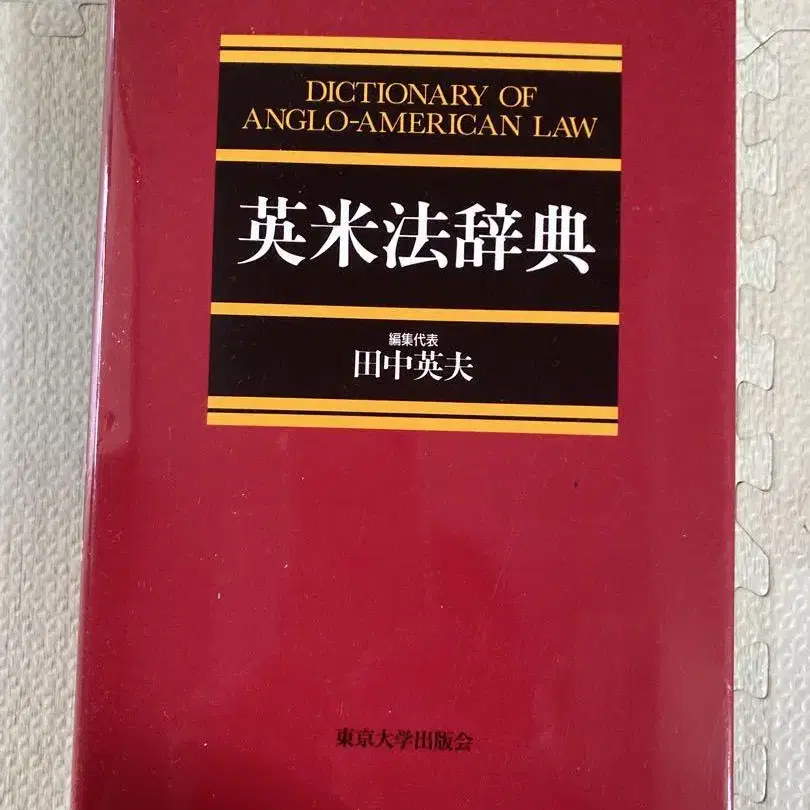 DICTIONARY OF
ANGLO-AMERICAN LAW
英米法辞典
編集代表
田中英夫
東京大学出版会